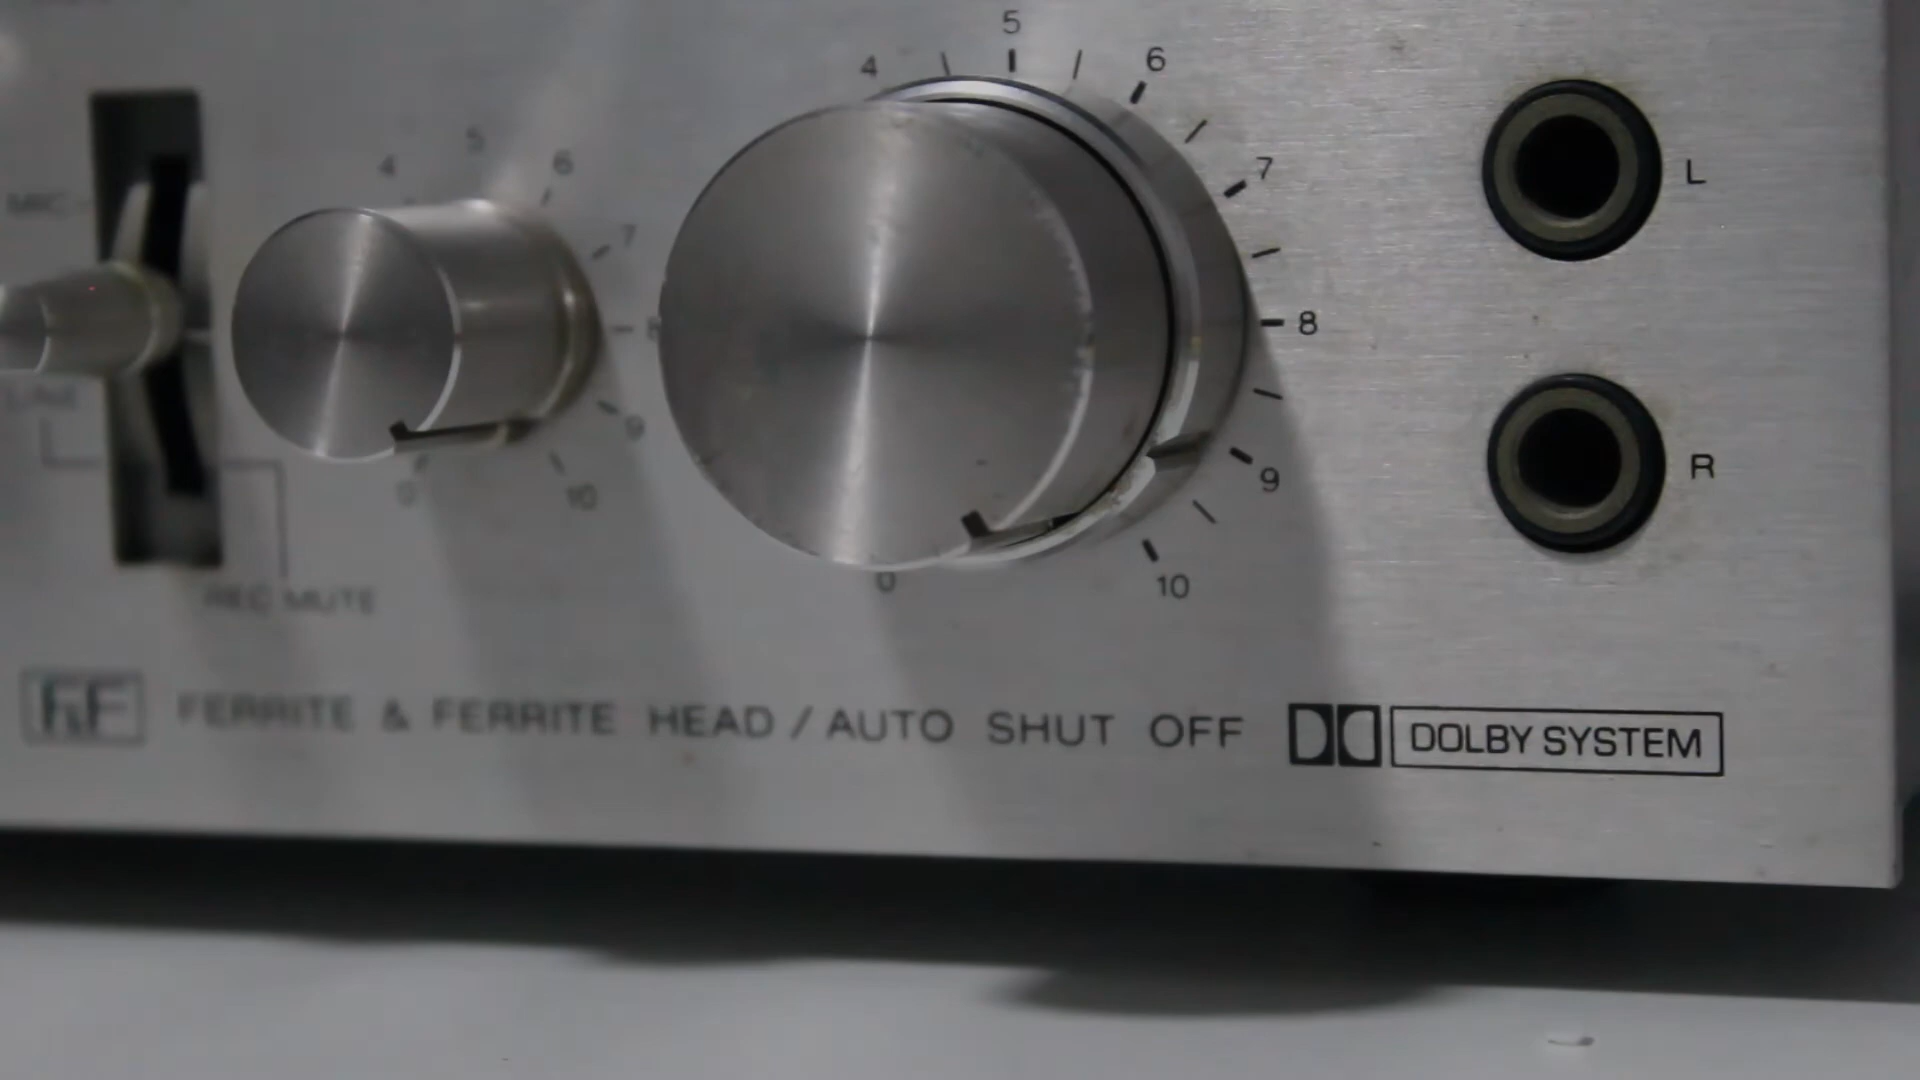 4 5 6
7
8
9
0 10
4 5 6
7
9
0 10
L
R
MIC
LINE
REC MUTE
F&F FERRITE & FERRITE HEAD / AUTO SHUT OFF DOLBY SYSTEM